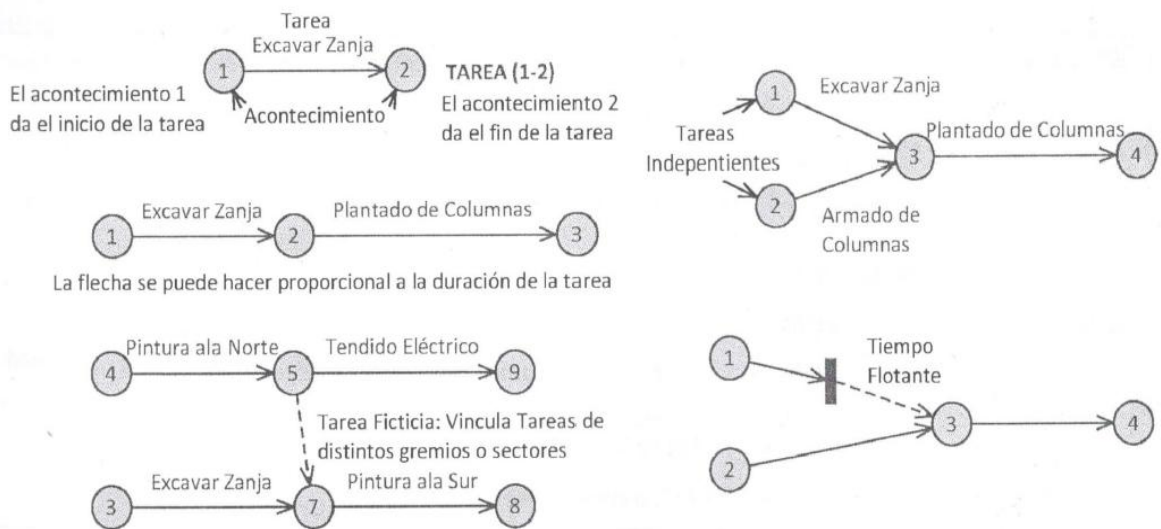 Tarea
Excavar Zanja
1
2
TAREA (1-2)
El acontecimiento 1
da el inicio de la tarea
Acontecimiento
El acontecimiento 2
da el fin de la tarea
1
Excavar Zanja
Tareas
Indepentientes
3
Plantado de Columnas
4
2
Armado de
Columnas
1
Excavar Zanja
2
Plantado de Columnas
3
La flecha se puede hacer proporcional a la duración de la tarea
4
Pintura ala Norte
5
Tendido Eléctrico
9
Tarea Ficticia: Vincula Tareas de
distintos gremios o sectores
3
Excavar Zanja
7
Pintura ala Sur
8
1
Tiempo
Flotante
3
4
2